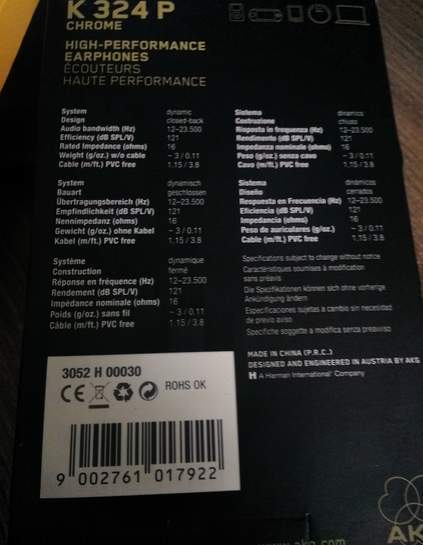 K 324 P
CHROME
HIGH-PERFORMANCE
EARPHONES
ÉCOUTEURS
HAUTE PERFORMANCE
System dynamic
Design closed-back
Audio bandwidth (Hz) 12–23.500
Efficiency (dB SPL/V) 121
Rated Impedance (ohms) 16
Weight (g/oz.) w/o cable ~ 3 / 0.11
Cable (m/ft.) PVC free 1.15 / 3.8
System dynamisch
Bauart geschlossen
Übertragungsbereich (Hz) 12–23.500
Empfindlichkeit (dB SPL/V) 121
Nennimpedanz (ohms) 16
Gewicht (g/oz.) ohne Kabel ~ 3 / 0.11
Kabel (m/ft.) PVC free 1.15 / 3.8
Système dynamique
Construction fermé
Réponse en fréquence (Hz) 12–23.500
Rendement (dB SPL/V) 121
Impédance nominale (ohms) 16
Poids (g/oz.) sans fil ~ 3 / 0.11
Câble (m/ft.) PVC free 1.15 / 3.8
Sistema dinamico
Costruzione chiuso
Risposta in frequenza (Hz) 12–23.500
Rendimento (dB SPL/V) 121
Impedanza nominale (ohms) 16
Peso (g/oz.) senza cavo ~ 3 / 0.11
Cavo (m/ft.) PVC free 1.15 / 3.8
Sistema dinámicos
Diseño cerrados
Respuesta en Frecuencia (Hz) 12–23.500
Eficiencia (dB SPL/V) 121
Impedancia (ohms) 16
Peso de auriculares (g/oz.) ~ 3 / 0.11
Cable (m/ft.) PVC free 1.15 / 3.8
Specifications subject to change without notice
Caractéristiques soumises à modification
sans préavis
Die Spezifikationen können sich ohne vorherige
Ankündigung ändern
Especificaciones sujetas a cambio sin necesidad
de previo aviso
Specifiche soggette a modifica senza preavviso
MADE IN CHINA (P.R.C.)
DESIGNED AND ENGINEERED IN AUSTRIA BY AKG
H A Harman International® Company
3052 H 00030
CE ROHS OK
9 002761 017922
www.akg.com
AK